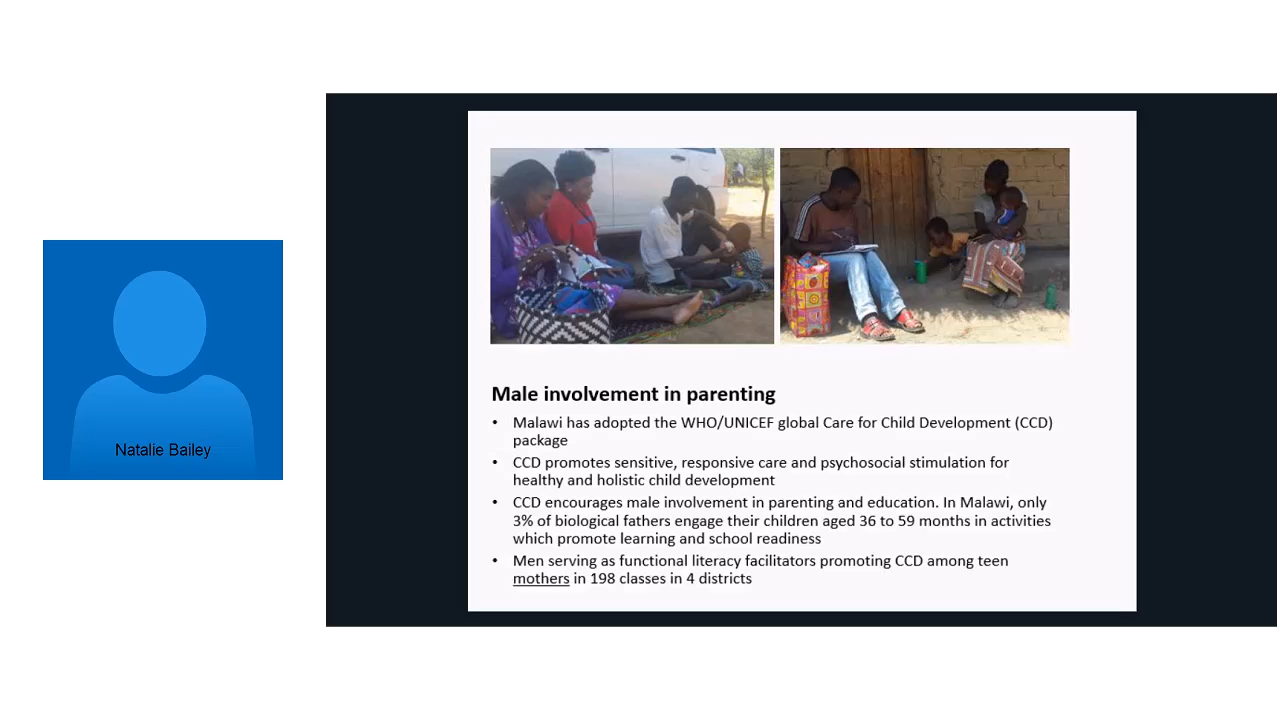 Natalie Bailey
Male involvement in parenting
• Malawi has adopted the WHO/UNICEF global Care for Child Development (CCD)
package
• CCD promotes sensitive, responsive care and psychosocial stimulation for
healthy and holistic child development
• CCD encourages male involvement in parenting and education. In Malawi, only
3% of biological fathers engage their children aged 36 to 59 months in activities
which promote learning and school readiness
• Men serving as functional literacy facilitators promoting CCD among teen
mothers in 198 classes in 4 districts